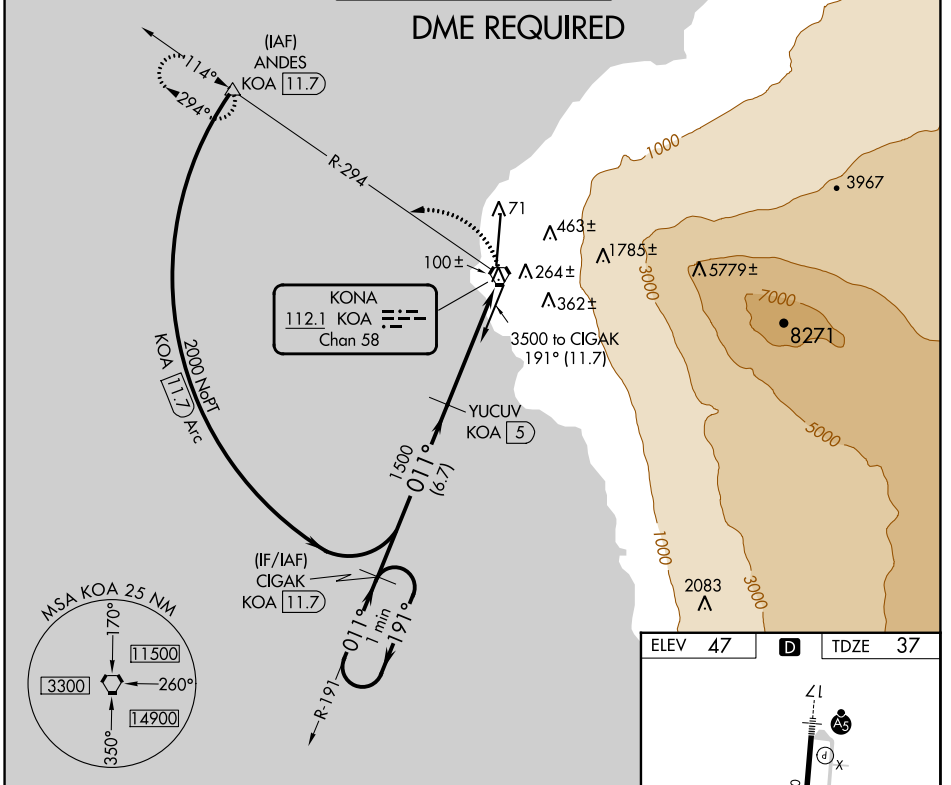 DME REQUIRED
(IAF)
ANDES
KOA 11.7
114°
294°
R-294
1000
3967
71
463±
1785±
100±
264±
5779±
3000
362±
7000
8271
KONA
112.1 KOA
Chan 58
3500 to CIGAK
191° (11.7)
2000 NoPT
KOA 11.7 Arc
YUCUV
KOA 5
5000
1500
011°
(6.7)
(IF/IAF)
CIGAK
KOA 11.7
011°
1 min
191°
R-191
1000
3000
2083
MSA KOA 25 NM
170°
11500
3300
260°
14900
350°
ELEV 47
D
TDZE 37
17
A5
P
X